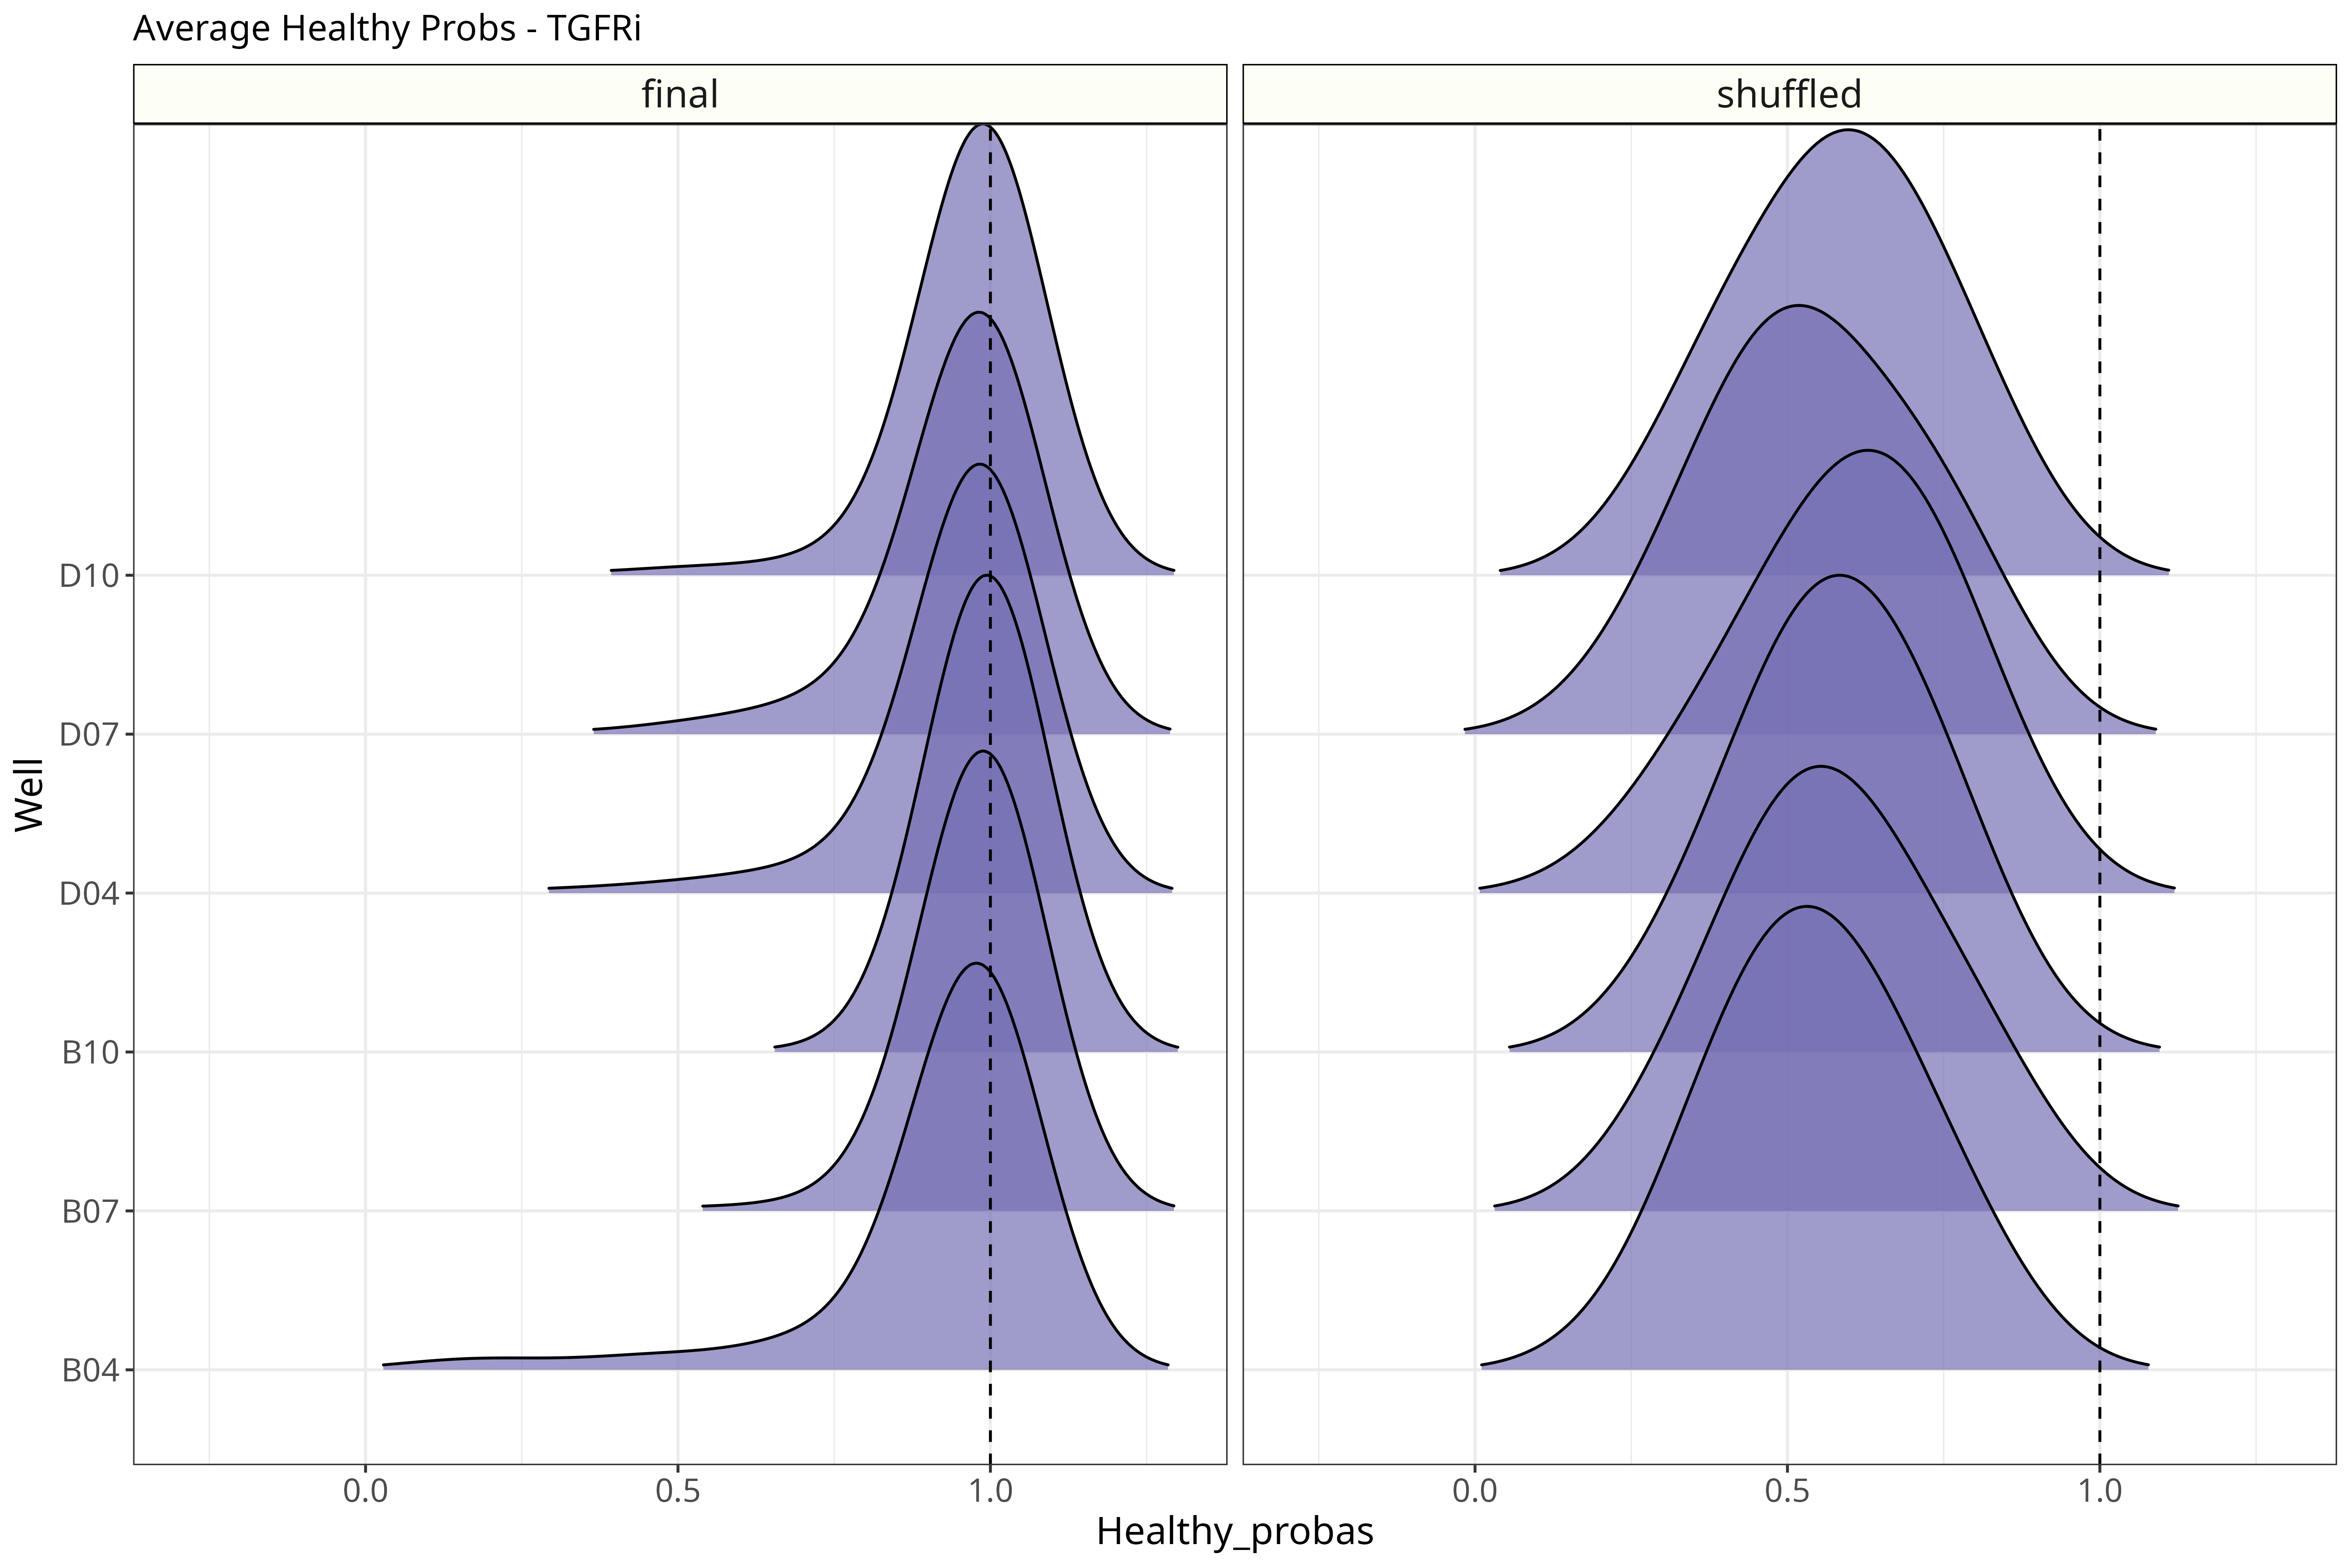 Average Healthy Probs - TGFRi
final
shuffled
Well
D10
D07
D04
B10
B07
B04
0.0 0.5 1.0
0.0 0.5 1.0
Healthy_probas